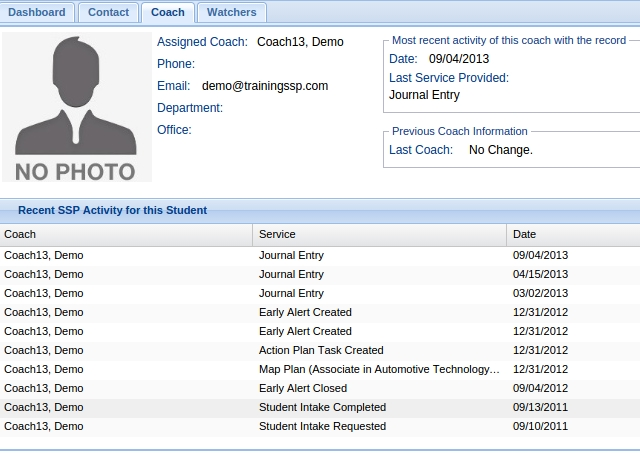 Dashboard Contact Coach Watchers
Assigned Coach: Coach13, Demo
Phone:
Email: demo@trainingssp.com
Department:
Office:
NO PHOTO
Most recent activity of this coach with the record
Date: 09/04/2013
Last Service Provided:
Journal Entry
Previous Coach Information
Last Coach: No Change.
Recent SSP Activity for this Student
Coach Service Date
Coach13, Demo Journal Entry 09/04/2013
Coach13, Demo Journal Entry 04/15/2013
Coach13, Demo Journal Entry 03/02/2013
Coach13, Demo Early Alert Created 12/31/2012
Coach13, Demo Early Alert Created 12/31/2012
Coach13, Demo Action Plan Task Created 12/31/2012
Coach13, Demo Map Plan (Associate in Automotive Technology... 12/31/2012
Coach13, Demo Early Alert Closed 09/04/2012
Coach13, Demo Student Intake Completed 09/13/2011
Coach13, Demo Student Intake Requested 09/10/2011